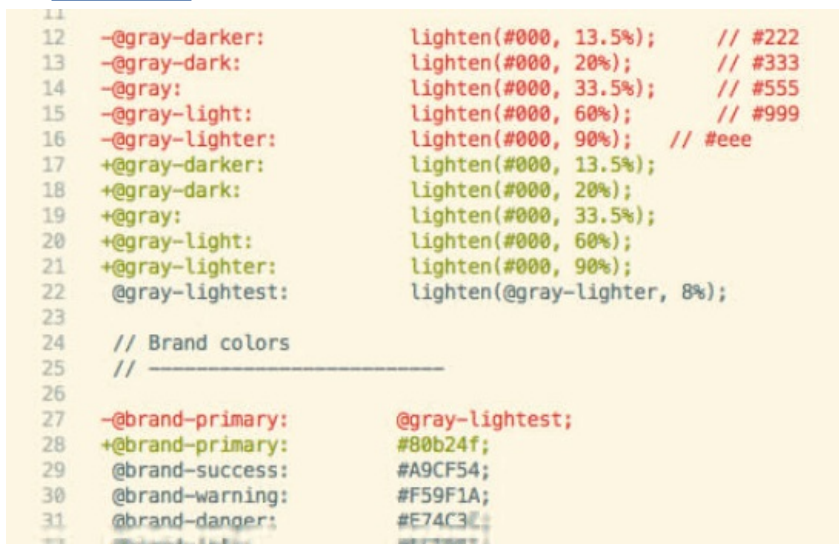 11
12 -@gray-darker: lighten(#000, 13.5%); // #222
13 -@gray-dark: lighten(#000, 20%); // #333
14 -@gray: lighten(#000, 33.5%); // #555
15 -@gray-light: lighten(#000, 60%); // #999
16 -@gray-lighter: lighten(#000, 90%); // #eee
17 +@gray-darker: lighten(#000, 13.5%);
18 +@gray-dark: lighten(#000, 20%);
19 +@gray: lighten(#000, 33.5%);
20 +@gray-light: lighten(#000, 60%);
21 +@gray-lighter: lighten(#000, 90%);
22 @gray-lightest: lighten(@gray-lighter, 8%);
23
24 // Brand colors
25 // -------------------------
26
27 -@brand-primary: @gray-lightest;
28 +@brand-primary: #80b24f;
29 @brand-success: #A9CF54;
30 @brand-warning: #F59F1A;
31 @brand-danger: